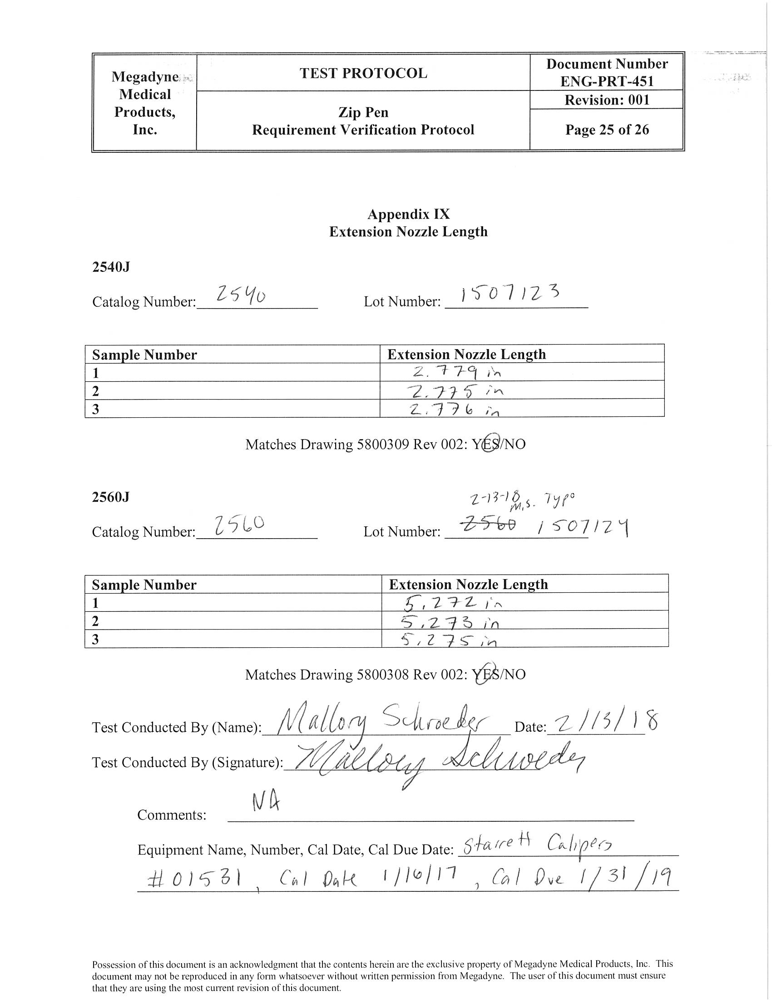 Megadyne
Medical
Products,
Inc.
TEST PROTOCOL
Zip Pen
Requirement Verification Protocol
Document Number
ENG-PRT-451
Revision: 001
Page 25 of 26
Appendix IX
Extension Nozzle Length
2540J
Catalog Number: 2540 Lot Number: 1507123
Sample Number Extension Nozzle Length
1 2.779 in
2 2.775 in
3 2.776 in
Matches Drawing 5800309 Rev 002: YES/NO
2560J
2-13-18 M.S. Typo
Catalog Number: 2560 Lot Number: 2560 1507124
Sample Number Extension Nozzle Length
1 5.272 in
2 5.273 in
3 5.275 in
Matches Drawing 5800308 Rev 002: YES/NO
Test Conducted By (Name): Mallory Schroeder Date: 2/13/18
Test Conducted By (Signature): Mallory Schroeder
Comments: NA
Equipment Name, Number, Cal Date, Cal Due Date: Starrett Calipers
#01531, Cal Date 1/16/17, Cal Due 1/31/19
Possession of this document is an acknowledgment that the contents herein are the exclusive property of Megadyne Medical Products, Inc. This
document may not be reproduced in any form whatsoever without written permission from Megadyne. The user of this document must ensure
that they are using the most current revision of this document.